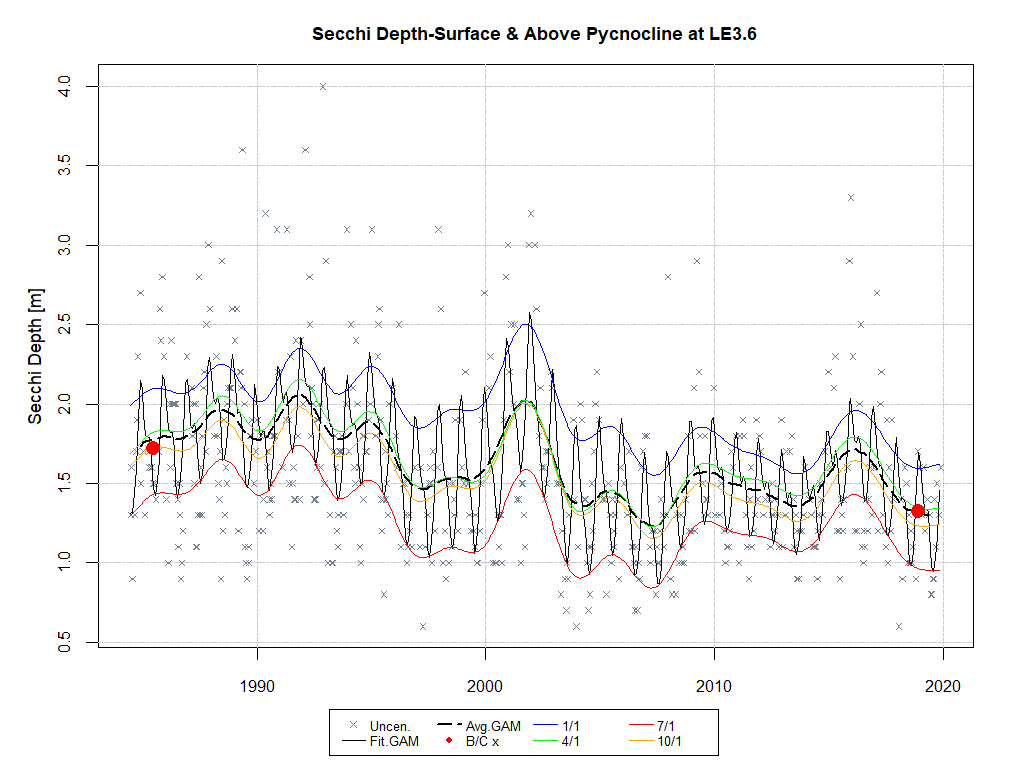 Secchi Depth-Surface & Above Pycnocline at LE3.6
Secchi Depth [m]
4.0
3.5
3.0
2.5
2.0
1.5
1.0
0.5
1990 2000 2010 2020
Uncen. Avg.GAM 1/1 7/1
Fit.GAM B/C x 4/1 10/1